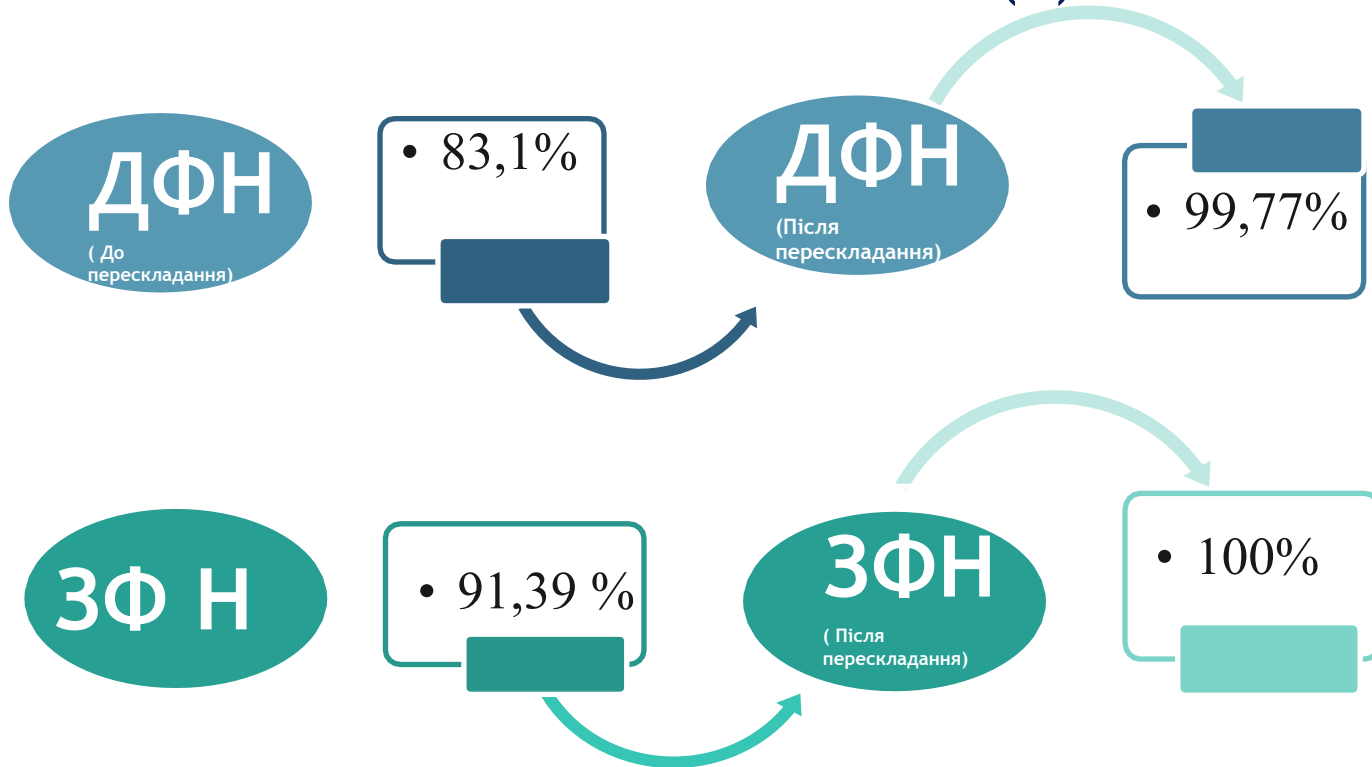 ДФН
( До
перескладання)
• 83,1%
ДФН
(Після
перескладання)
• 99,77%
ЗФ Н
• 91,39 %
ЗФН
( Після
перескладання)
• 100%